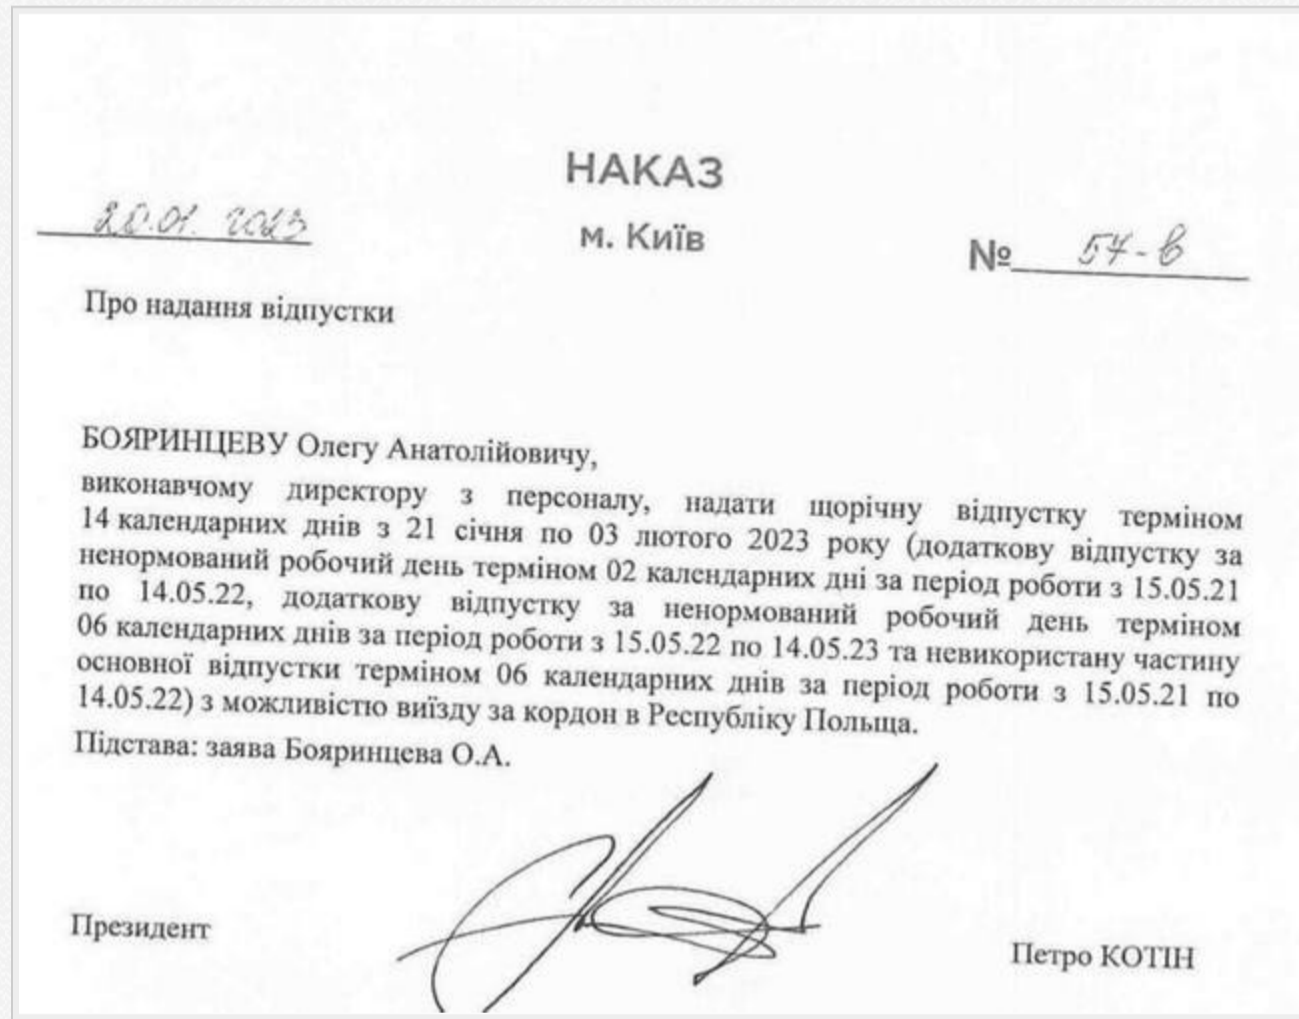 НАКАЗ
20.01.2023
м. Київ
№ 57-в
Про надання відпустки
БОЯРИНЦЕВУ Олегу Анатолійовичу,
виконавчому директору з персоналу, надати щорічну відпустку терміном
14 календарних днів з 21 січня по 03 лютого 2023 року (додаткову відпустку за
ненормований робочий день терміном 02 календарних дні за період роботи з 15.05.21
по 14.05.22, додаткову відпустку за ненормований робочий день терміном
06 календарних днів за період роботи з 15.05.22 по 14.05.23 та невикористану частину
основної відпустки терміном 06 календарних днів за період роботи з 15.05.21 по
14.05.22) з можливістю виїзду за кордон в Республіку Польща.
Підстава: заява Бояринцева О.А.
Президент
Петро КОТІН